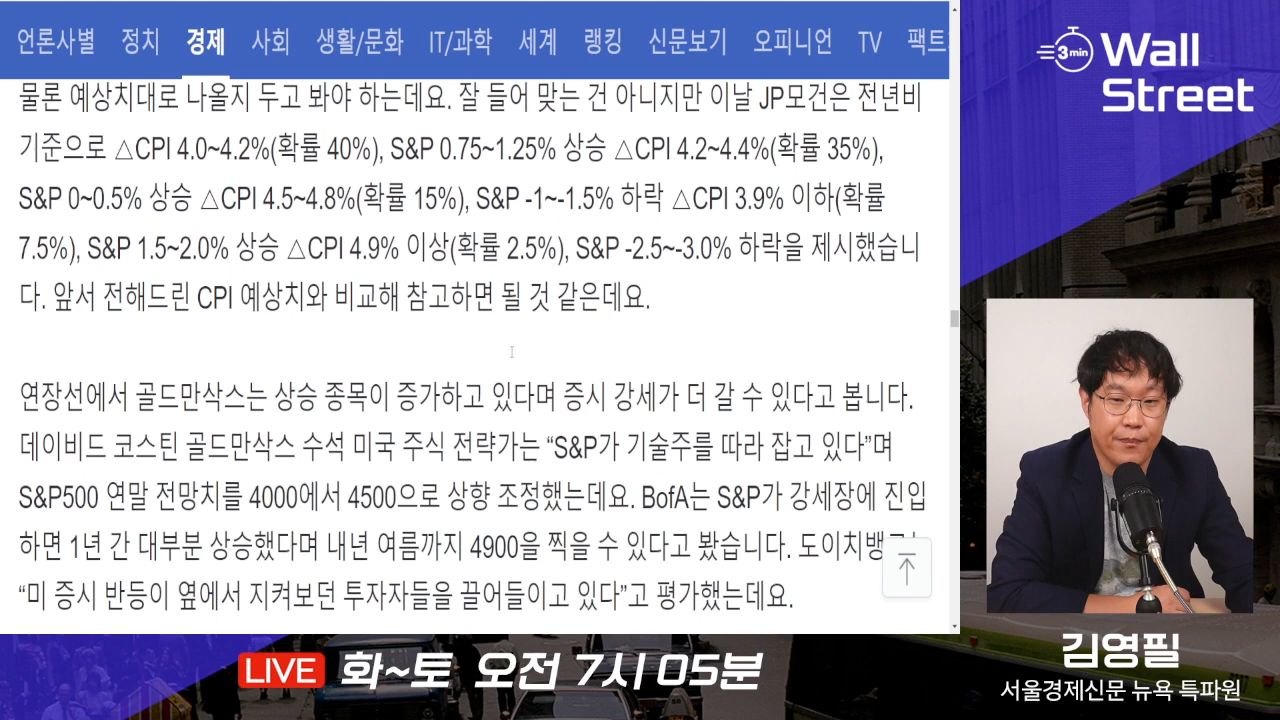 언론사별 정치 경제 사회 생활/문화 IT/과학 세계 랭킹 신문보기 오피니언 TV 팩트
물론 예상치대로 나올지 두고 봐야 하는데요. 잘 들어 맞는 건 아니지만 이날 JP모건은 전년비
기준으로 △CPI 4.0~4.2%(확률 40%), S&P 0.75~1.25% 상승 △CPI 4.2~4.4%(확률 35%),
S&P 0~0.5% 상승 △CPI 4.5~4.8%(확률 15%), S&P -1~-1.5% 하락 △CPI 3.9% 이하(확률
7.5%), S&P 1.5~2.0% 상승 △CPI 4.9% 이상(확률 2.5%), S&P -2.5~-3.0% 하락을 제시했습니
다. 앞서 전해드린 CPI 예상치와 비교해 참고하면 될 것 같은데요.
연장선에서 골드만삭스는 상승 종목이 증가하고 있다며 증시 강세가 더 갈 수 있다고 봅니다.
데이비드 코스틴 골드만삭스 수석 미국 주식 전략가는 “S&P가 기술주를 따라 잡고 있다”며
S&P500 연말 전망치를 4000에서 4500으로 상향 조정했는데요. BofA는 S&P가 강세장에 진입
하면 1년 간 대부분 상승했다며 내년 여름까지 4900을 찍을 수 있다고 봤습니다.
“미 증시 반등이 옆에서 지켜보던 투자자들을 끌어들이고 있다”고 평가했는데요.
3min Wall
Street
김영필
서울경제신문 뉴욕 특파원
LIVE 화~토 오전 7시 05분